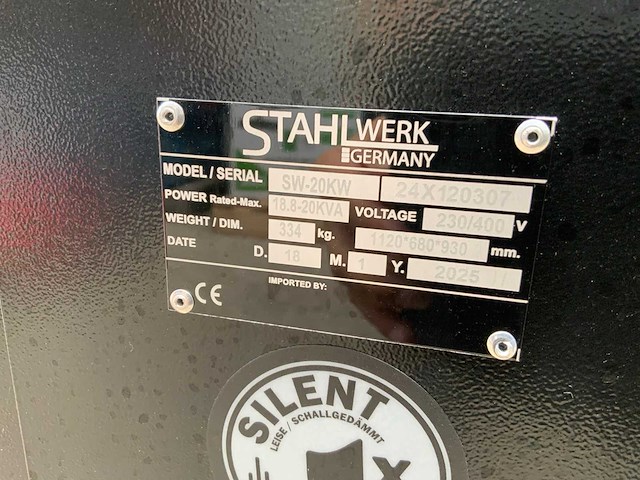 STAHLWERK
GERMANY
MODEL / SERIAL SW-20KW 24X120307
POWER Rated-Max. 18.8-20KVA VOLTAGE 230/400 V
WEIGHT / DIM. 334 kg. 1120*680*930 mm.
DATE D. 18 M. 1 Y. 2025
CE IMPORTED BY:
SILENT
LEISE / SCHALLGEDÄMMT